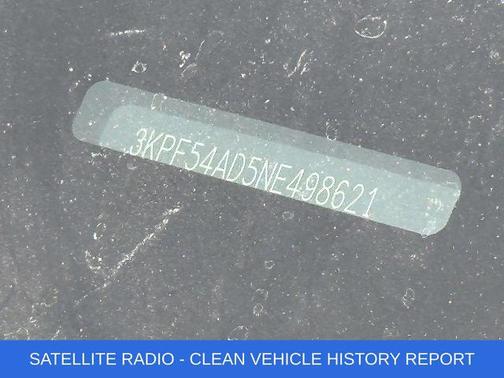 3KPF54AD5NE498621
SATELLITE RADIO - CLEAN VEHICLE HISTORY REPORT